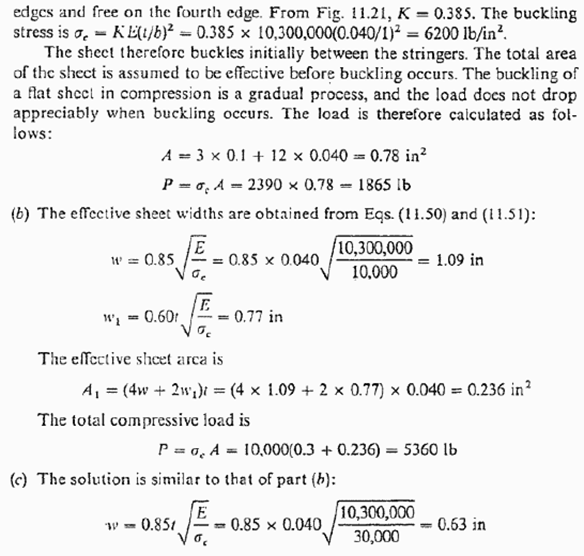 edges and free on the fourth edge. From Fig. 11.21, K = 0.385. The buckling
stress is σc = KE(t/b)² = 0.385 × 10,300,000(0.040/1)² = 6200 lb/in².
The sheet therefore buckles initially between the stringers. The total area
of the sheet is assumed to be effective before buckling occurs. The buckling of
a flat sheet in compression is a gradual process, and the load does not drop
appreciably when buckling occurs. The load is therefore calculated as fol-
lows:
A = 3 × 0.1 + 12 × 0.040 = 0.78 in²
P = σc A = 2390 × 0.78 = 1865 lb
(b) The effective sheet widths are obtained from Eqs. (11.50) and (11.51):
w = 0.85 √(E/σc) = 0.85 × 0.040 √(10,300,000/10,000) = 1.09 in
w₁ = 0.60t √(E/σc) = 0.77 in
The effective sheet area is
A₁ = (4w + 2w₁)t = (4 × 1.09 + 2 × 0.77) × 0.040 = 0.236 in²
The total compressive load is
P = σc A = 10,000(0.3 + 0.236) = 5360 lb
(c) The solution is similar to that of part (b):
w = 0.85t √(E/σc) = 0.85 × 0.040 √(10,300,000/30,000) = 0.63 in